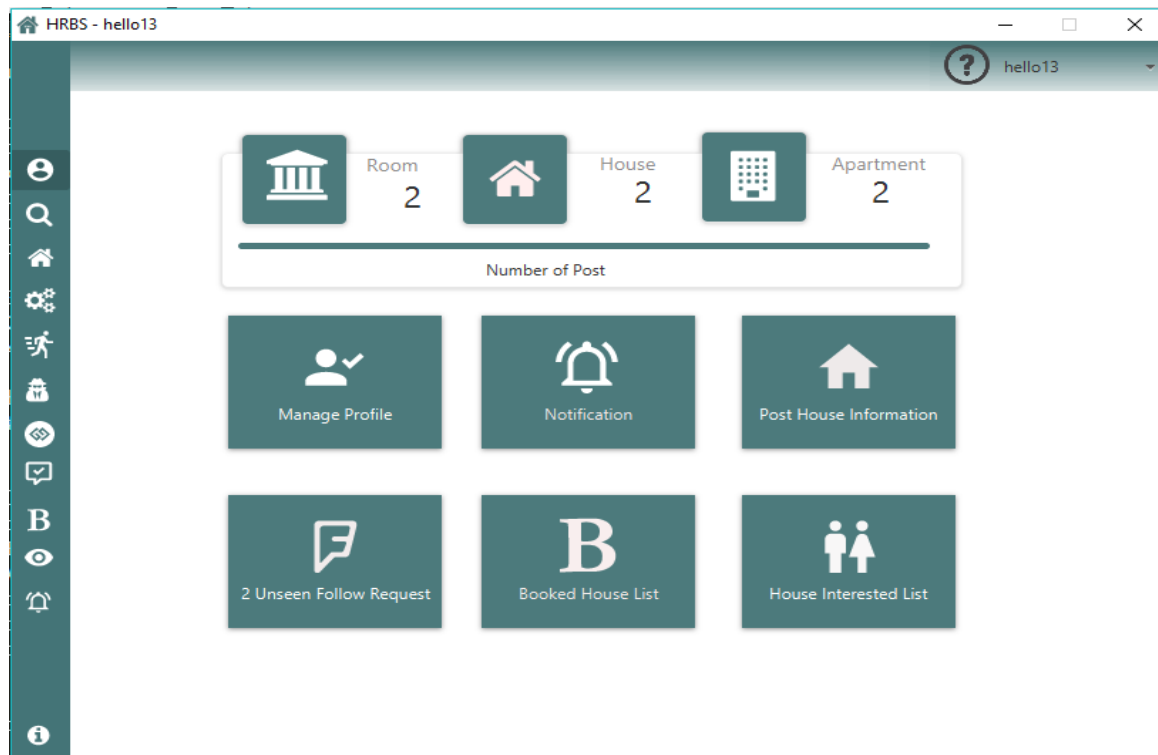 HRBS - hello13
? hello13
Room House Apartment
2 2 2
Number of Post
Manage Profile Notification Post House Information
B
2 Unseen Follow Request Booked House List House Interested List
B